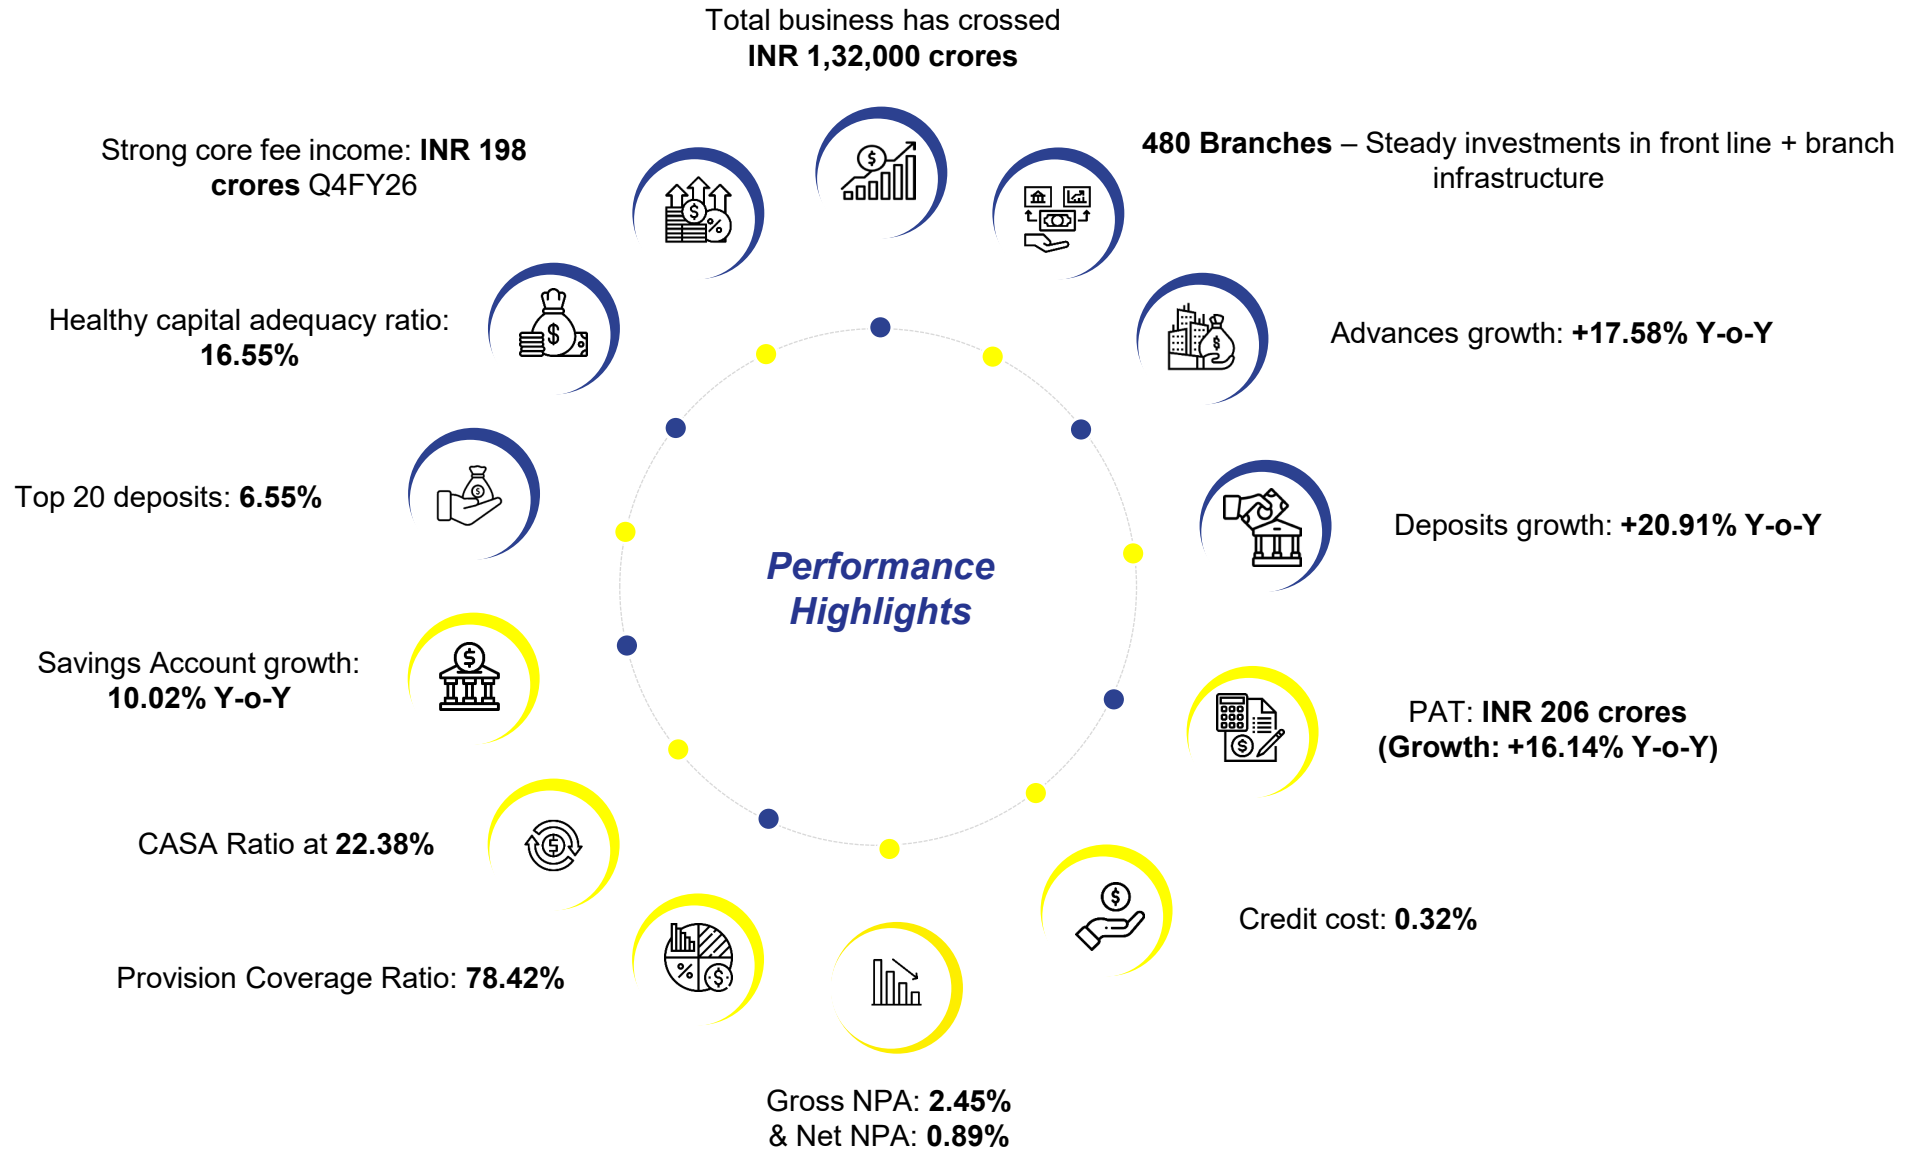 Total business has crossed
INR 1,32,000 crores
480 Branches – Steady investments in front line + branch
infrastructure
Advances growth: +17.58% Y-o-Y
Deposits growth: +20.91% Y-o-Y
PAT: INR 206 crores
(Growth: +16.14% Y-o-Y)
Credit cost: 0.32%
Gross NPA: 2.45%
& Net NPA: 0.89%
Provision Coverage Ratio: 78.42%
CASA Ratio at 22.38%
Savings Account growth:
10.02% Y-o-Y
Top 20 deposits: 6.55%
Healthy capital adequacy ratio:
16.55%
Strong core fee income: INR 198
crores Q4FY26
Performance
Highlights